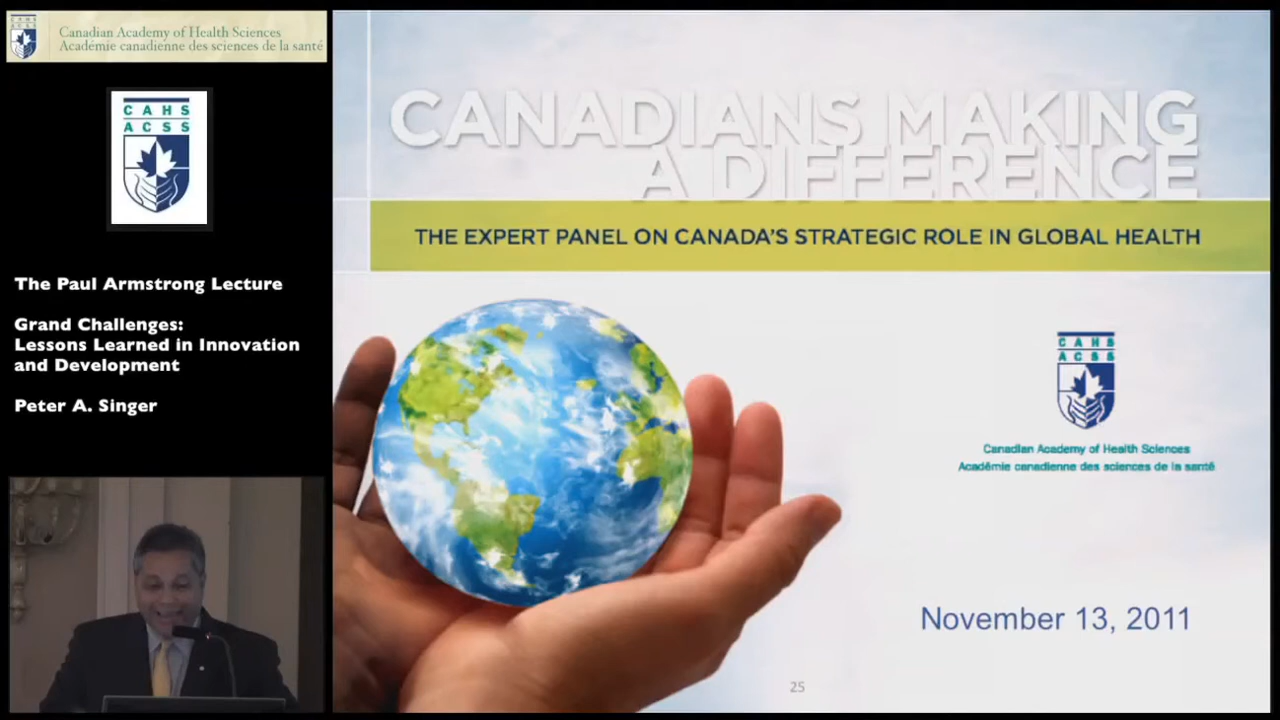 Canadian Academy of Health Sciences
Académie canadienne des sciences de la santé
CAHS
ACSS
The Paul Armstrong Lecture
Grand Challenges:
Lessons Learned in Innovation
and Development
Peter A. Singer
CANADIANS MAKING
A DIFFERENCE
THE EXPERT PANEL ON CANADA'S STRATEGIC ROLE IN GLOBAL HEALTH
CAHS
ACSS
Canadian Academy of Health Sciences
Académie canadienne des sciences de la santé
November 13, 2011
25